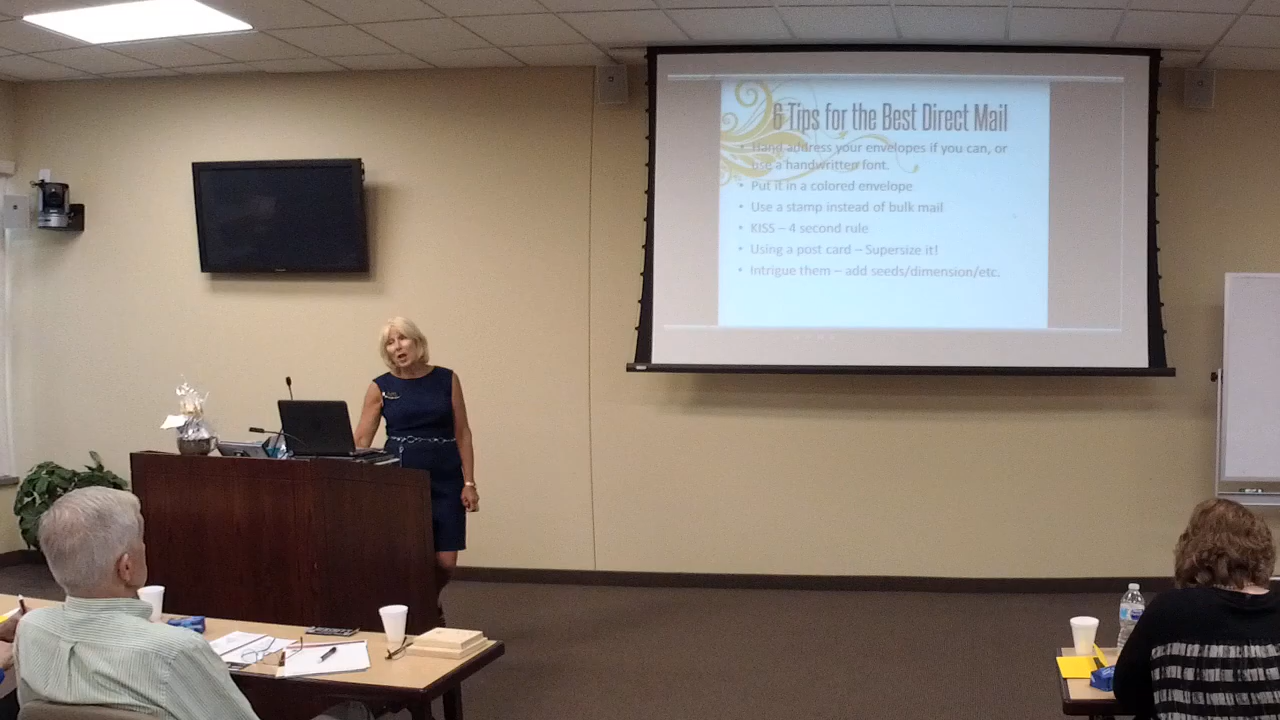 6 Tips for the Best Direct Mail
• Hand address your envelopes if you can, or
use a handwritten font.
• Put it in a colored envelope
• Use a stamp instead of bulk mail
• KISS – 4 second rule
• Using a post card – Supersize it!
• Intrigue them – add seeds/dimension/etc.